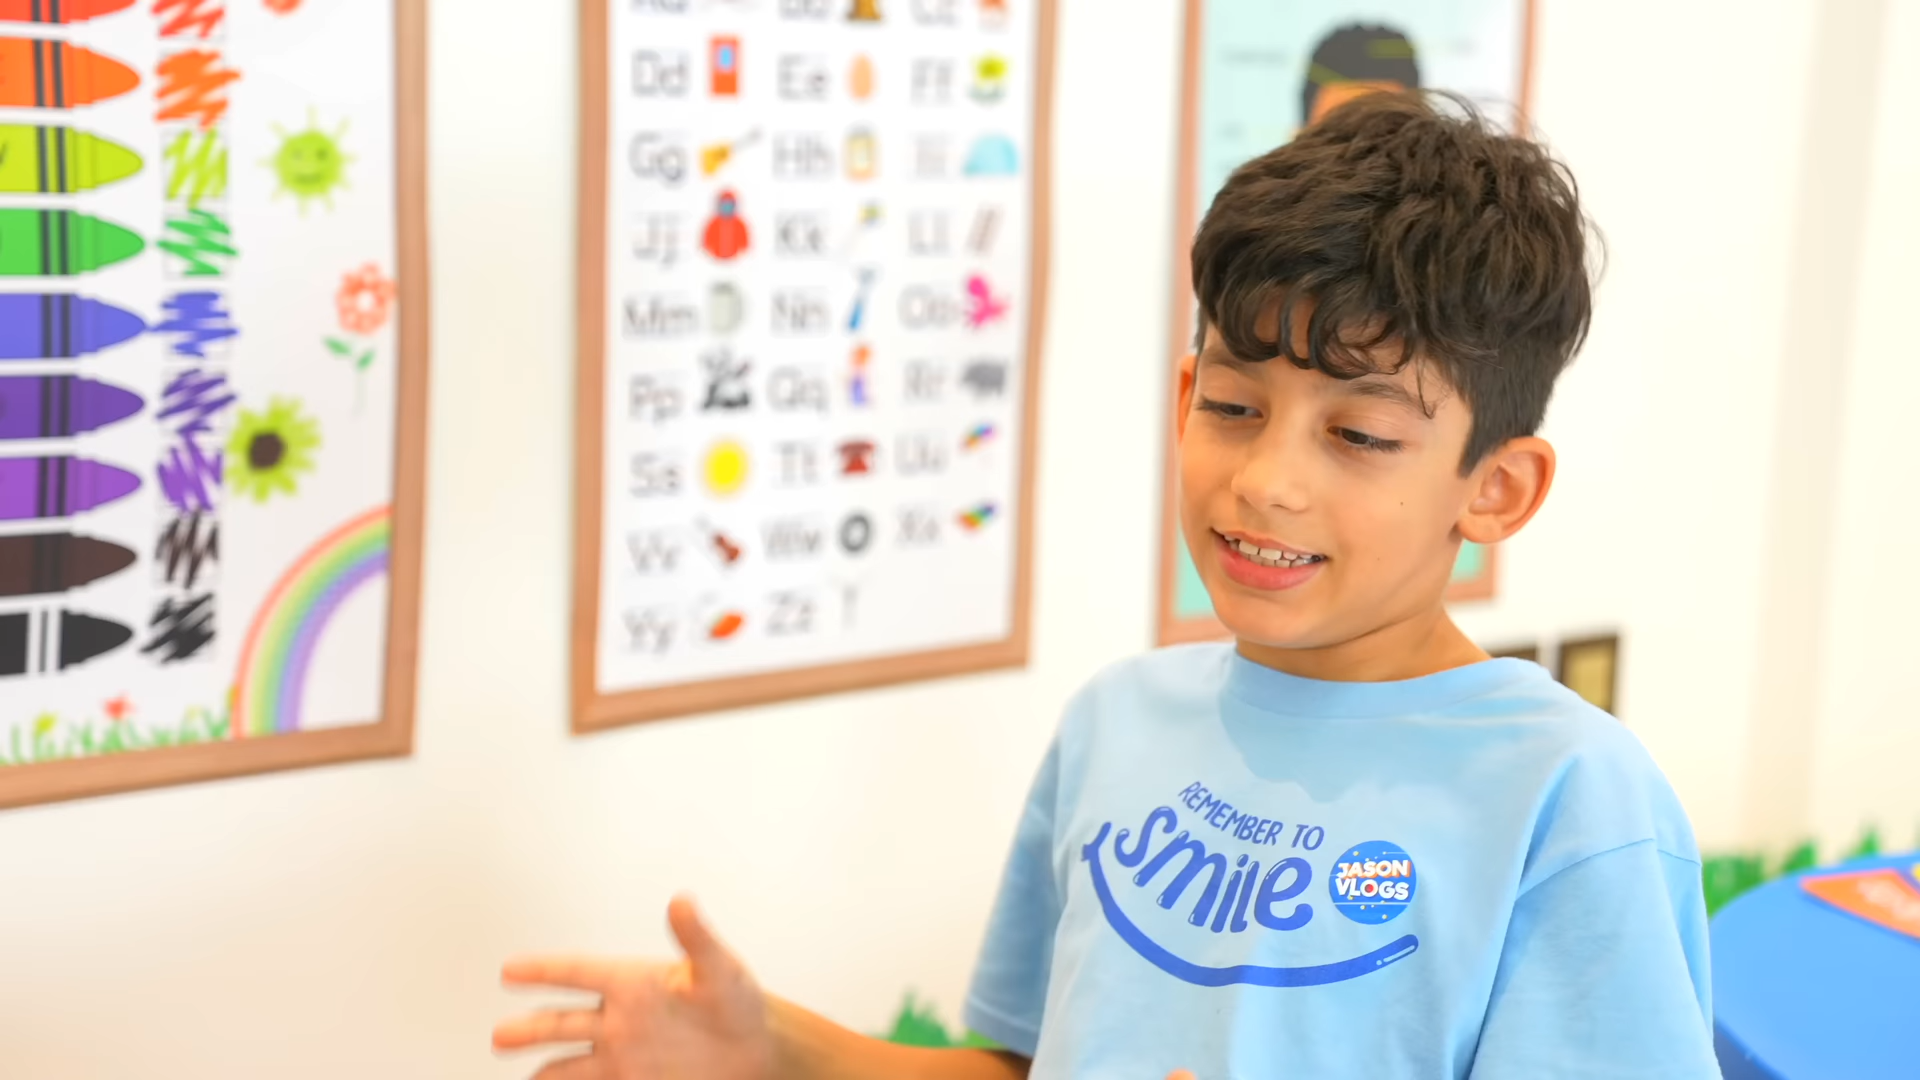 Dd Ee Ff
Gg Hh Ii
Jj Kk Ll
Mm Nn Oo
Pp Qq Rr
Ss Tt Uu
Vv Ww Xx
Yy Zz
REMEMBER TO
smile
JASON
VLOGS